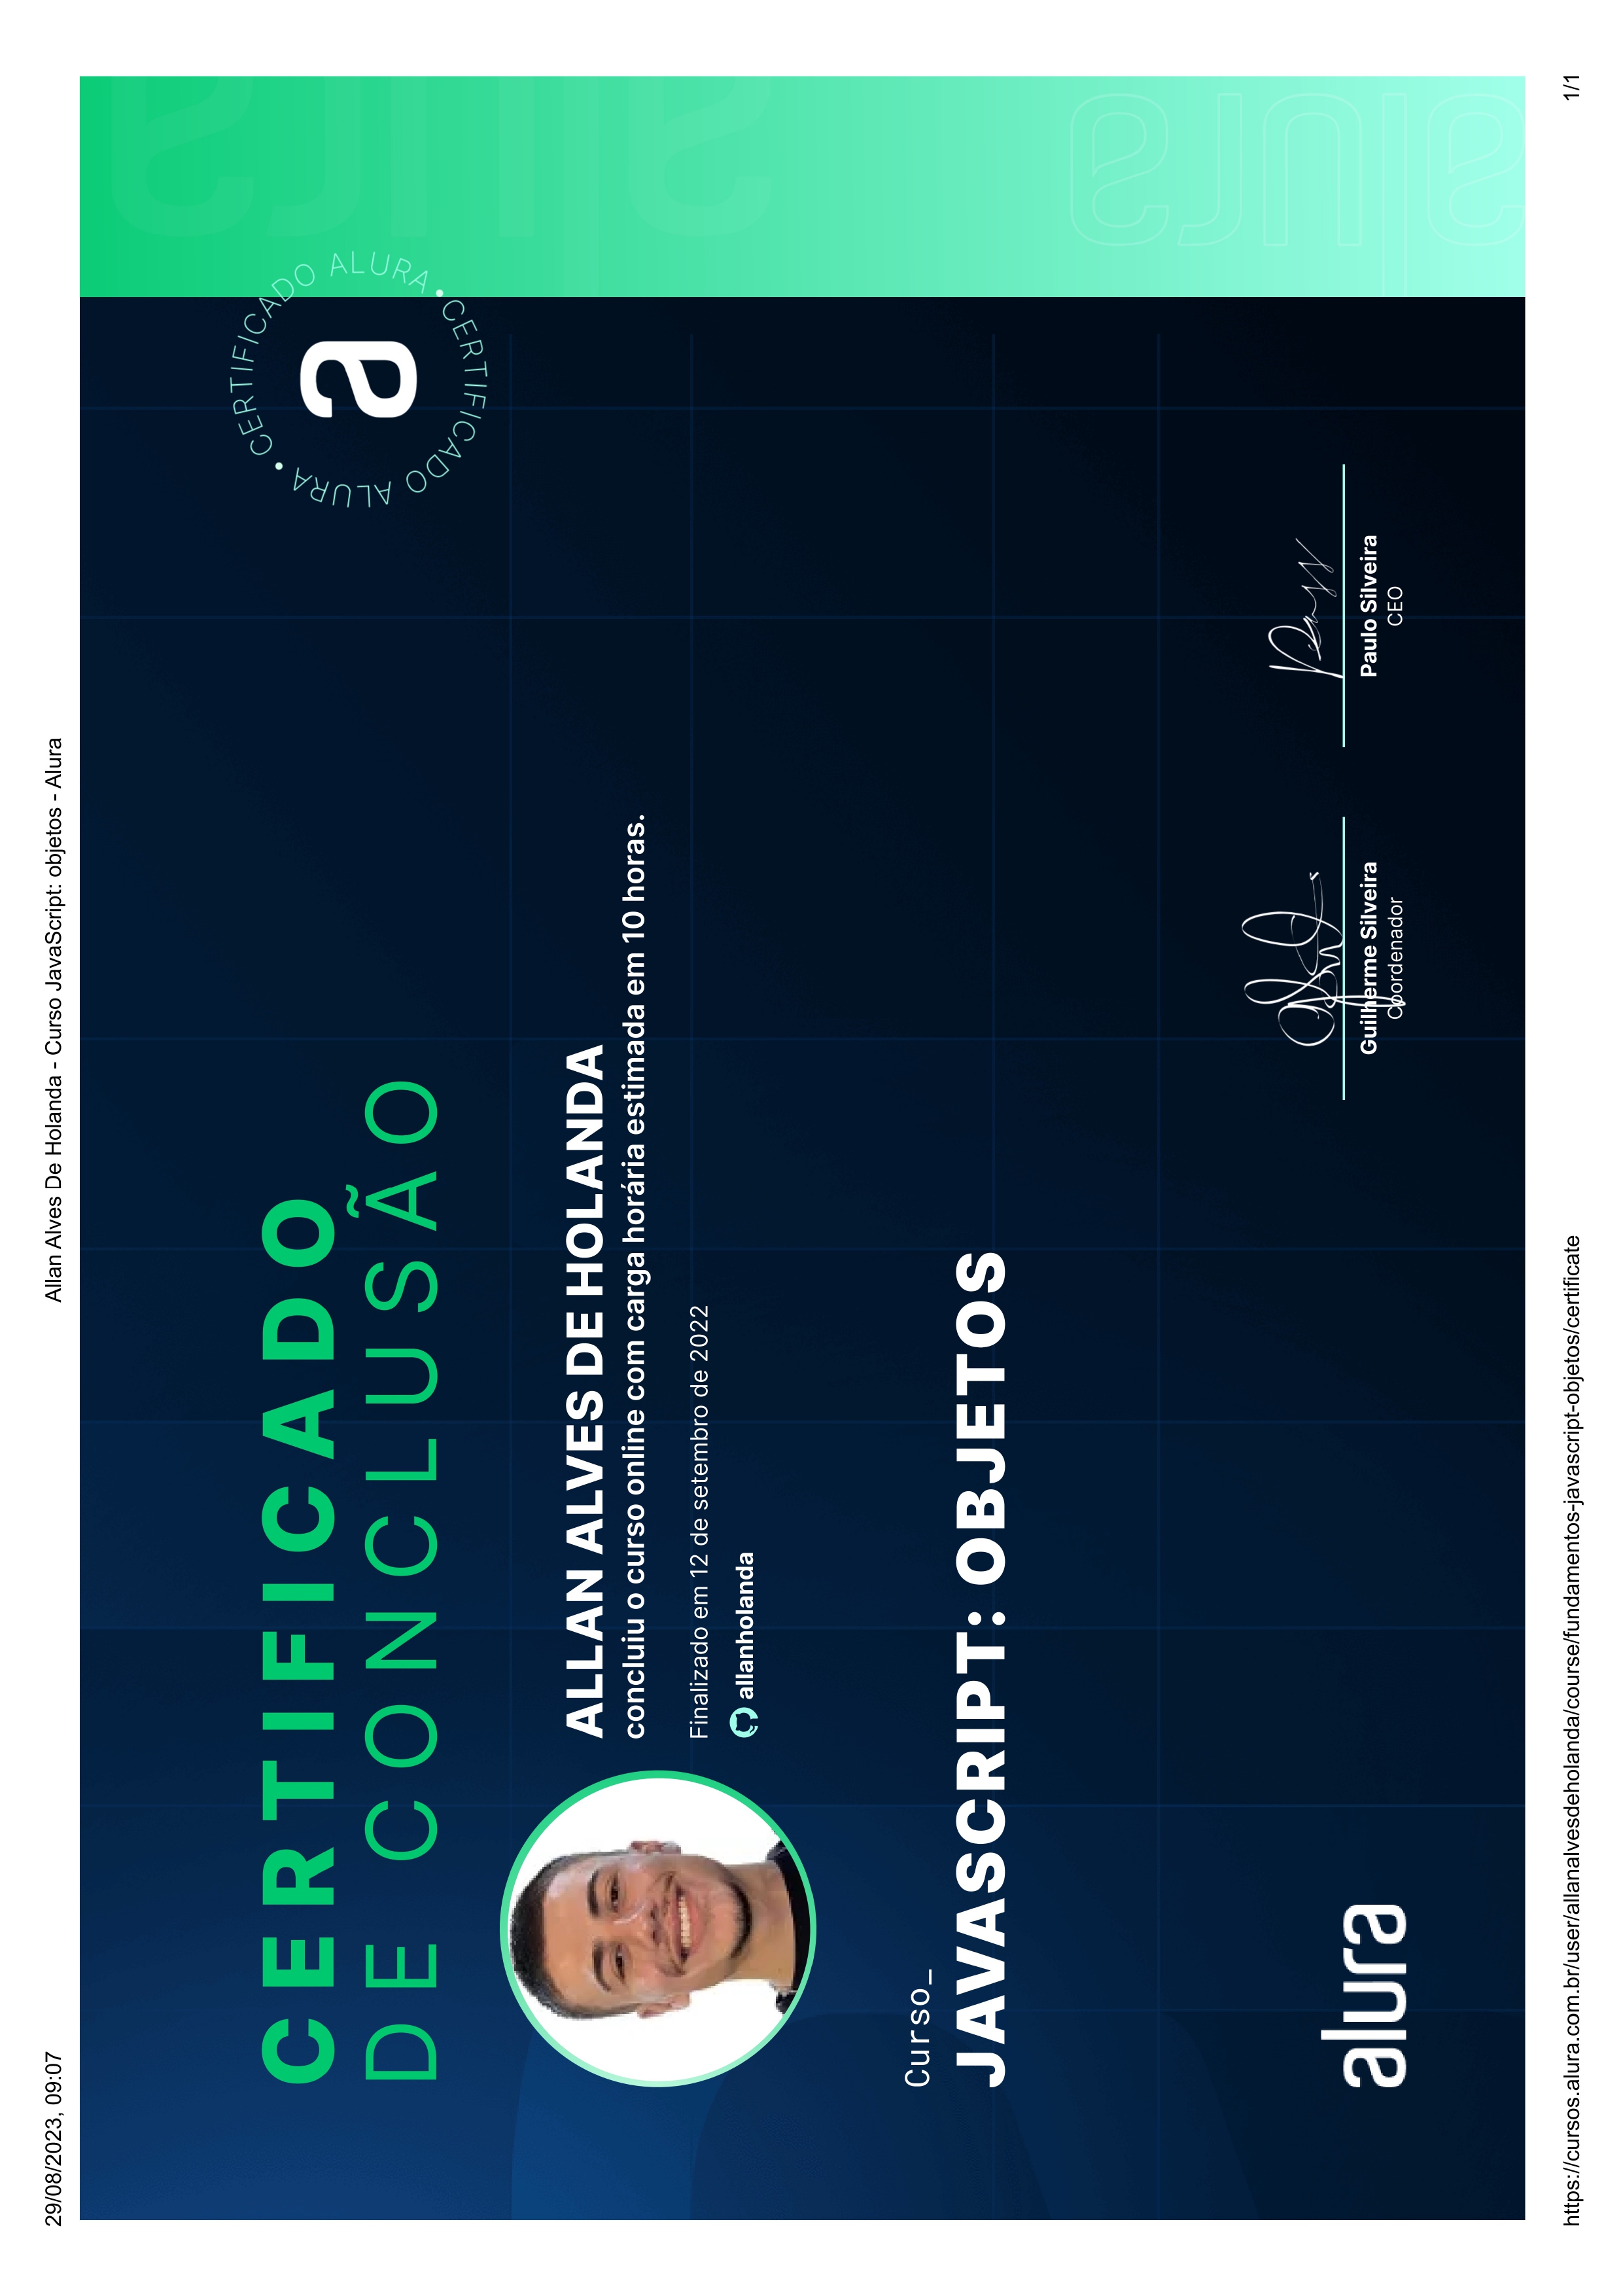 29/08/2023, 09:07
Allan Alves De Holanda - Curso JavaScript: objetos - Alura
CERTIFICADO
DE CONCLUSÃO
CERTIFICADO ALURA • CERTIFICADO ALURA •
a
ALLAN ALVES DE HOLANDA
concluiu o curso online com carga horária estimada em 10 horas.
Finalizado em 12 de setembro de 2022
allanholanda
Curso_
JAVASCRIPT: OBJETOS
alura
Guilherme Silveira
Coordenador
Paulo Silveira
CEO
alura
alura
https://cursos.alura.com.br/user/allanalvesdeholanda/course/fundamentos-javascript-objetos/certificate
1/1